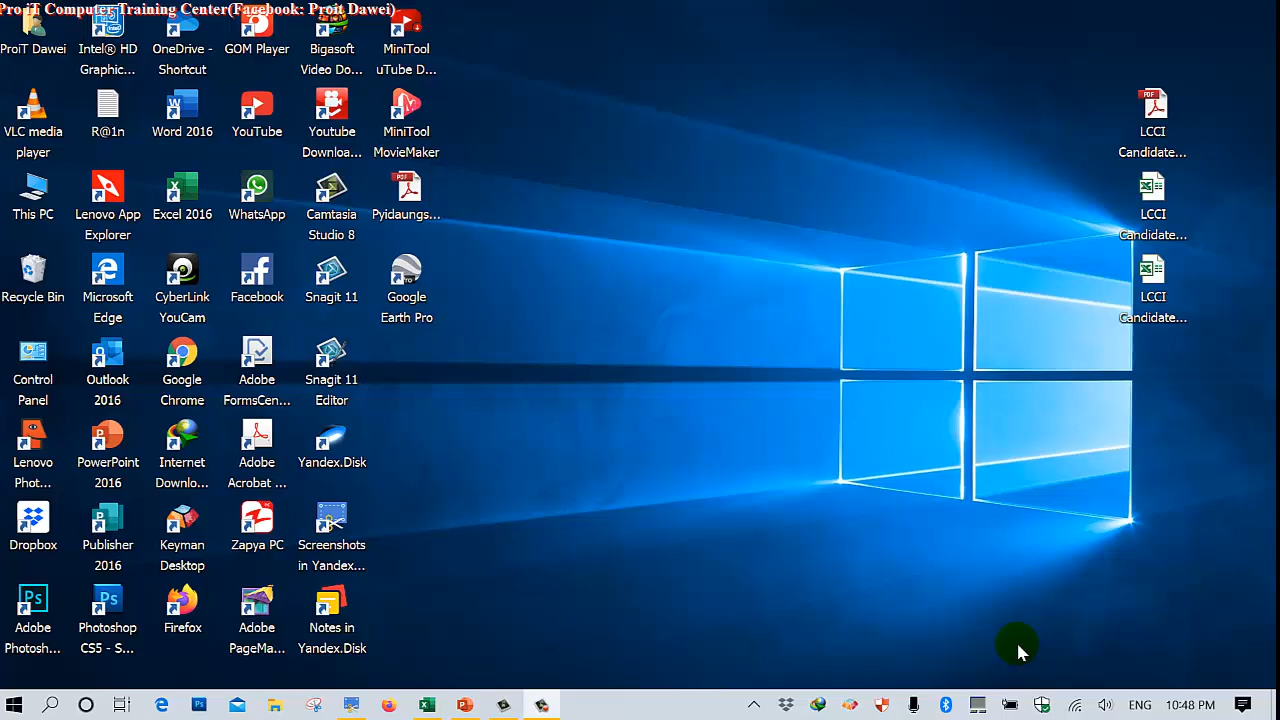 Pro iT Computer Training Center(Facebook: Proit Dawei)
ProiT Dawei
Intel® HD
Graphic...
OneDrive -
Shortcut
GOM Player
Bigasoft
Video Do...
MiniTool
uTube D...
VLC media
player
R@1n
Word 2016
YouTube
Youtube
Downloa...
MiniTool
MovieMaker
LCCI
Candidate...
This PC
Lenovo App
Explorer
Excel 2016
WhatsApp
Camtasia
Studio 8
Pyidaungs...
LCCI
Candidate...
Recycle Bin
Microsoft
Edge
CyberLink
YouCam
Facebook
Snagit 11
Google
Earth Pro
LCCI
Candidate...
Control
Panel
Outlook
2016
Google
Chrome
Adobe
FormsCen...
Snagit 11
Editor
Lenovo
Phot...
PowerPoint
2016
Internet
Downlo...
Adobe
Acrobat ...
Yandex.Disk
Dropbox
Publisher
2016
Keyman
Desktop
Zapya PC
Screenshots
in Yandex...
Adobe
Photosh...
Photoshop
CS5 - S...
Firefox
Adobe
PageMa...
Notes in
Yandex.Disk
ENG
10:48 PM